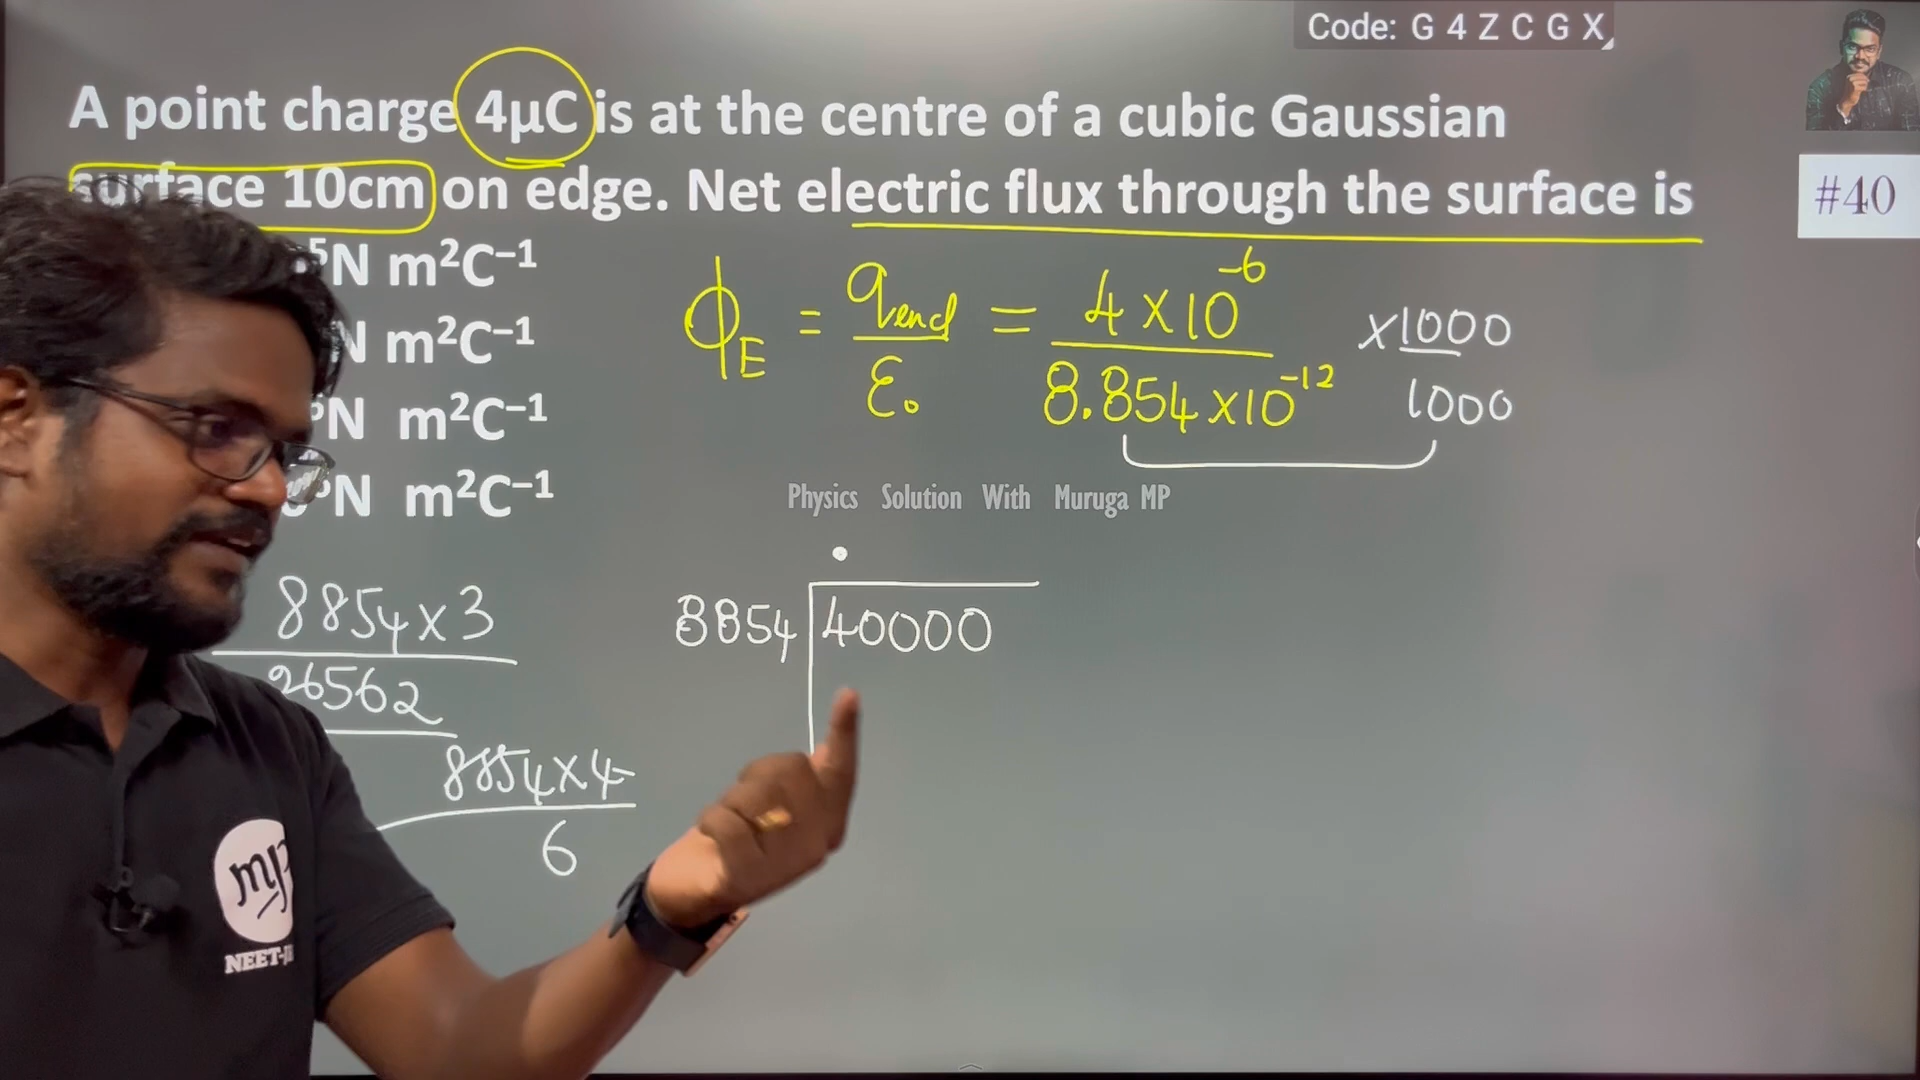 Code: G 4 Z C G X
A point charge 4μC is at the centre of a cubic Gaussian
surface 10cm on edge. Net electric flux through the surface is
#40
⁵N m²C⁻¹
N m²C⁻¹
N m²C⁻¹
N m²C⁻¹
ϕE = qencl/ε₀ = 4×10⁻⁶/8.854×10⁻¹² ×1000/1000
Physics Solution With Muruga MP
8854×3
26562
8854×4
6
8854 40000
mp
NEET-J